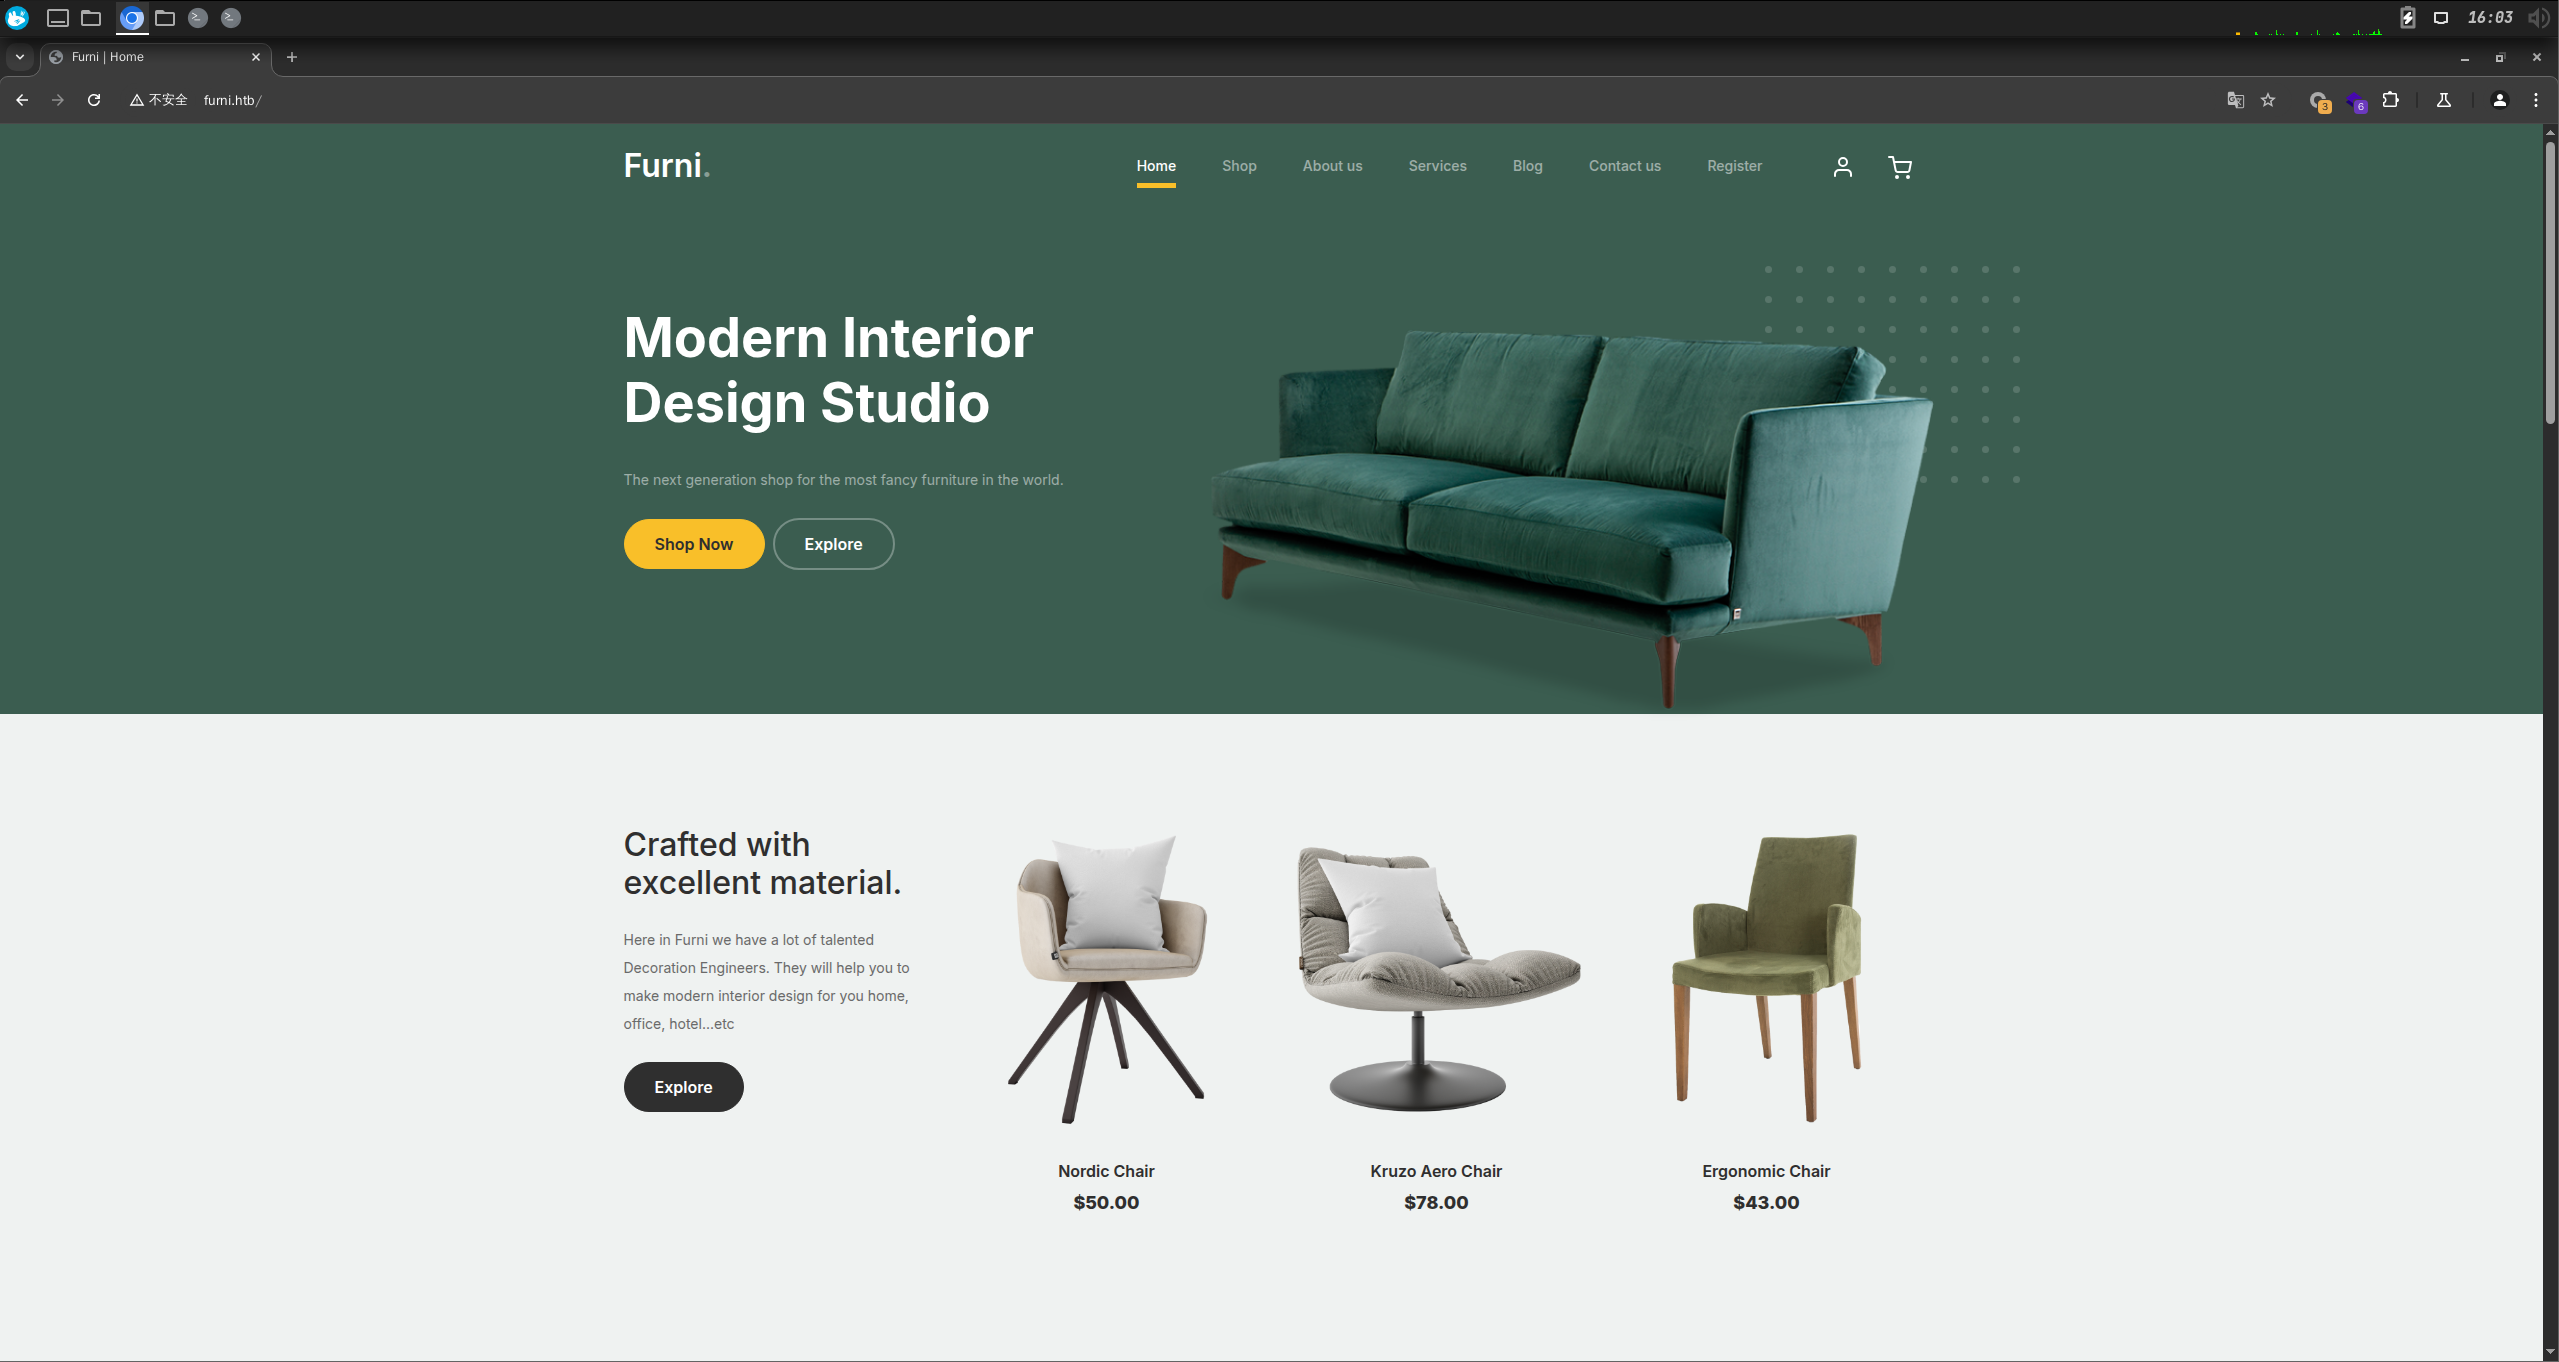 16:03
Furni | Home
不安全 furni.htb/
3
6
Furni.
Home Shop About us Services Blog Contact us Register
Modern Interior
Design Studio
The next generation shop for the most fancy furniture in the world.
Shop Now Explore
Crafted with
excellent material.
Here in Furni we have a lot of talented
Decoration Engineers. They will help you to
make modern interior design for you home,
office, hotel...etc
Explore
Nordic Chair
$50.00
Kruzo Aero Chair
$78.00
Ergonomic Chair
$43.00